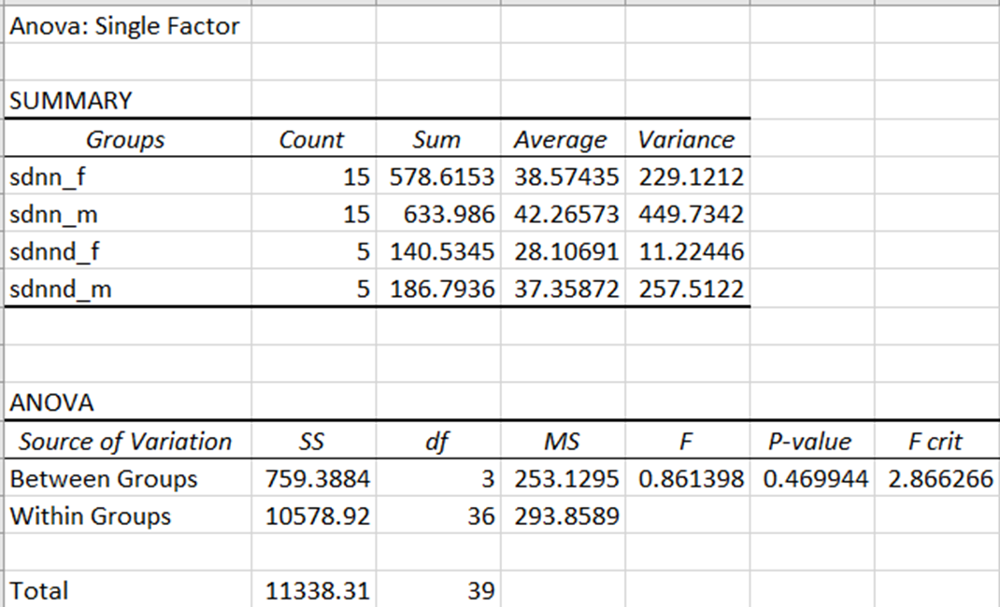 Anova: Single Factor
SUMMARY
Groups Count Sum Average Variance
sdnn_f 15 578.6153 38.57435 229.1212
sdnn_m 15 633.986 42.26573 449.7342
sdnnd_f 5 140.5345 28.10691 11.22446
sdnnd_m 5 186.7936 37.35872 257.5122
ANOVA
Source of Variation SS df MS F P-value F crit
Between Groups 759.3884 3 253.1295 0.861398 0.469944 2.866266
Within Groups 10578.92 36 293.8589
Total 11338.31 39